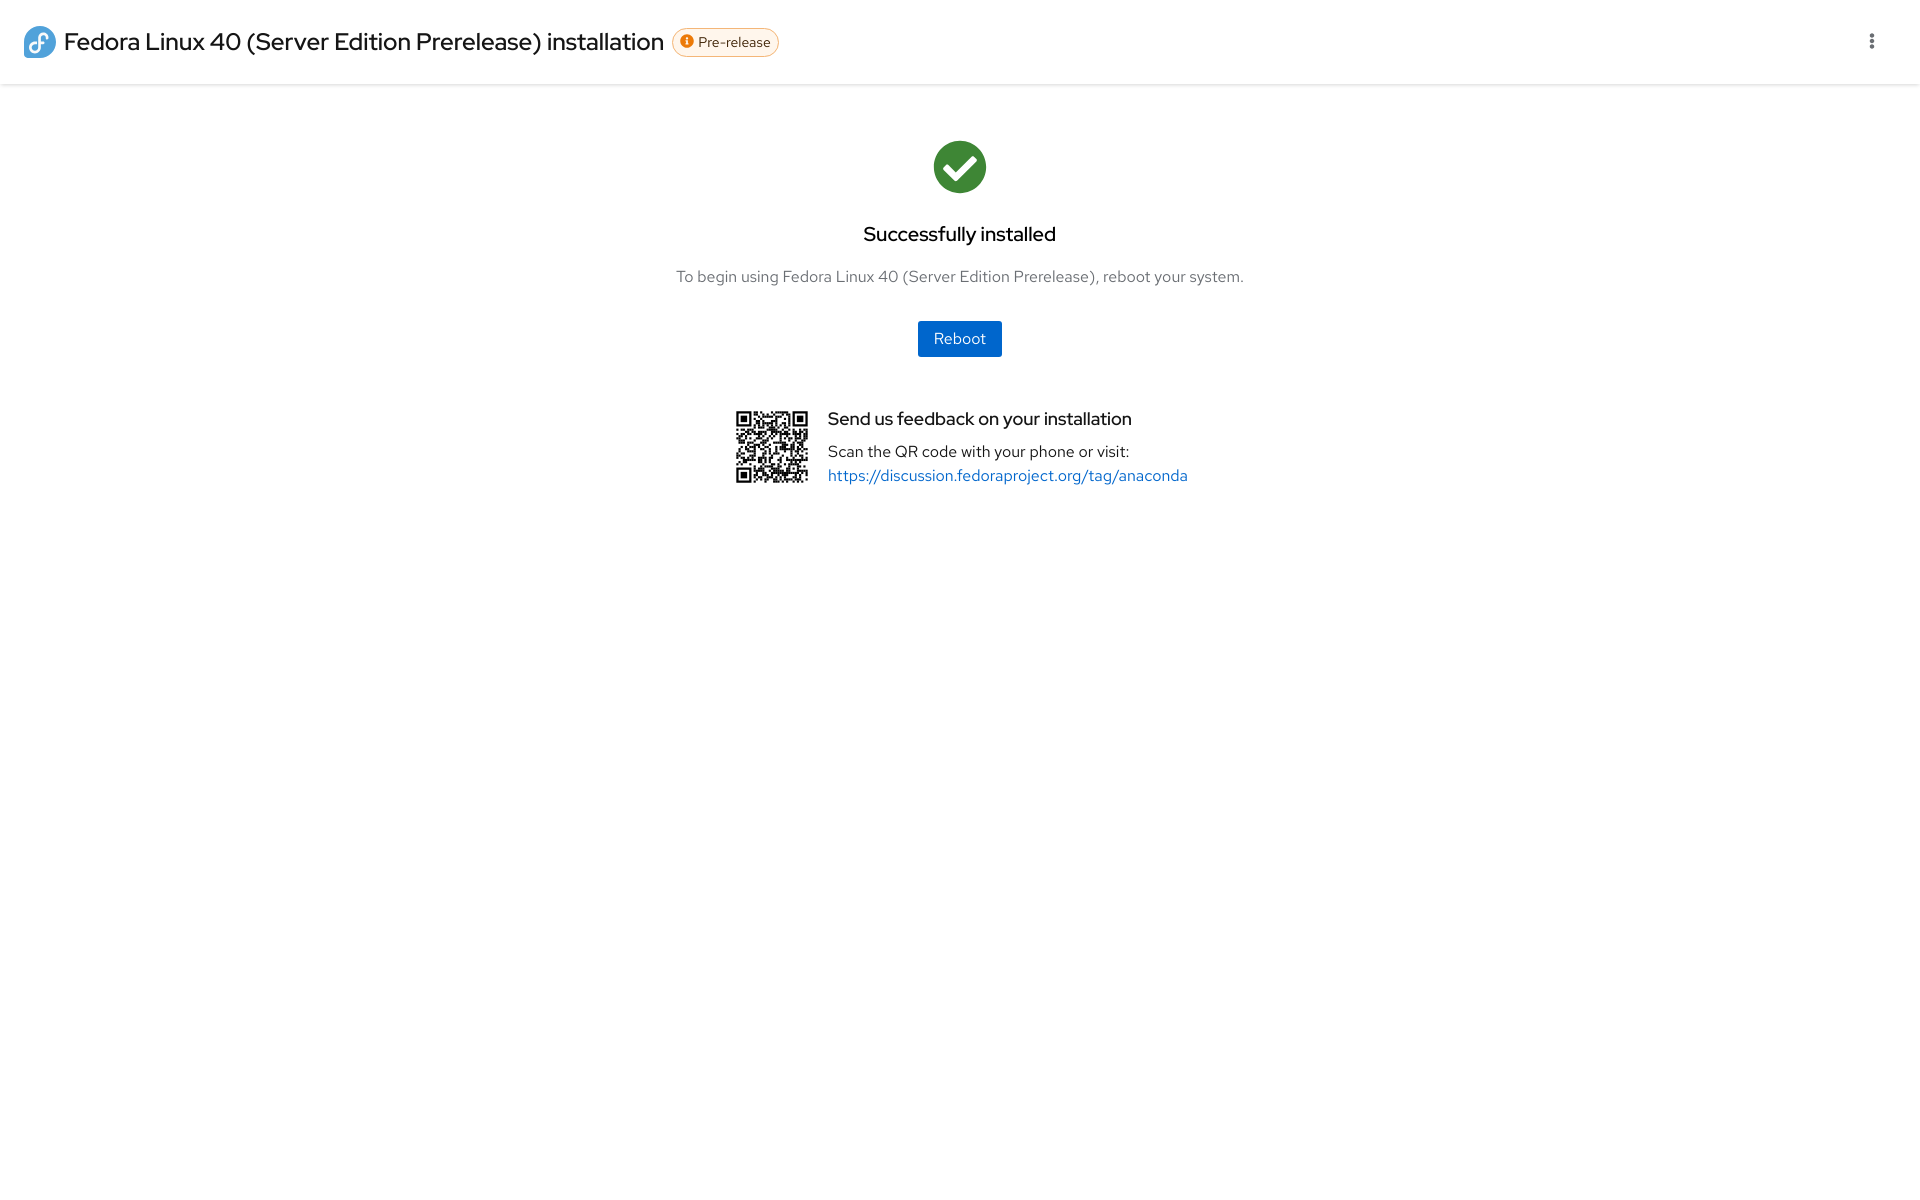 Fedora Linux 40 (Server Edition Prerelease) installation
Pre-release
Successfully installed
To begin using Fedora Linux 40 (Server Edition Prerelease), reboot your system.
Reboot
Send us feedback on your installation
Scan the QR code with your phone or visit:
https://discussion.fedoraproject.org/tag/anaconda